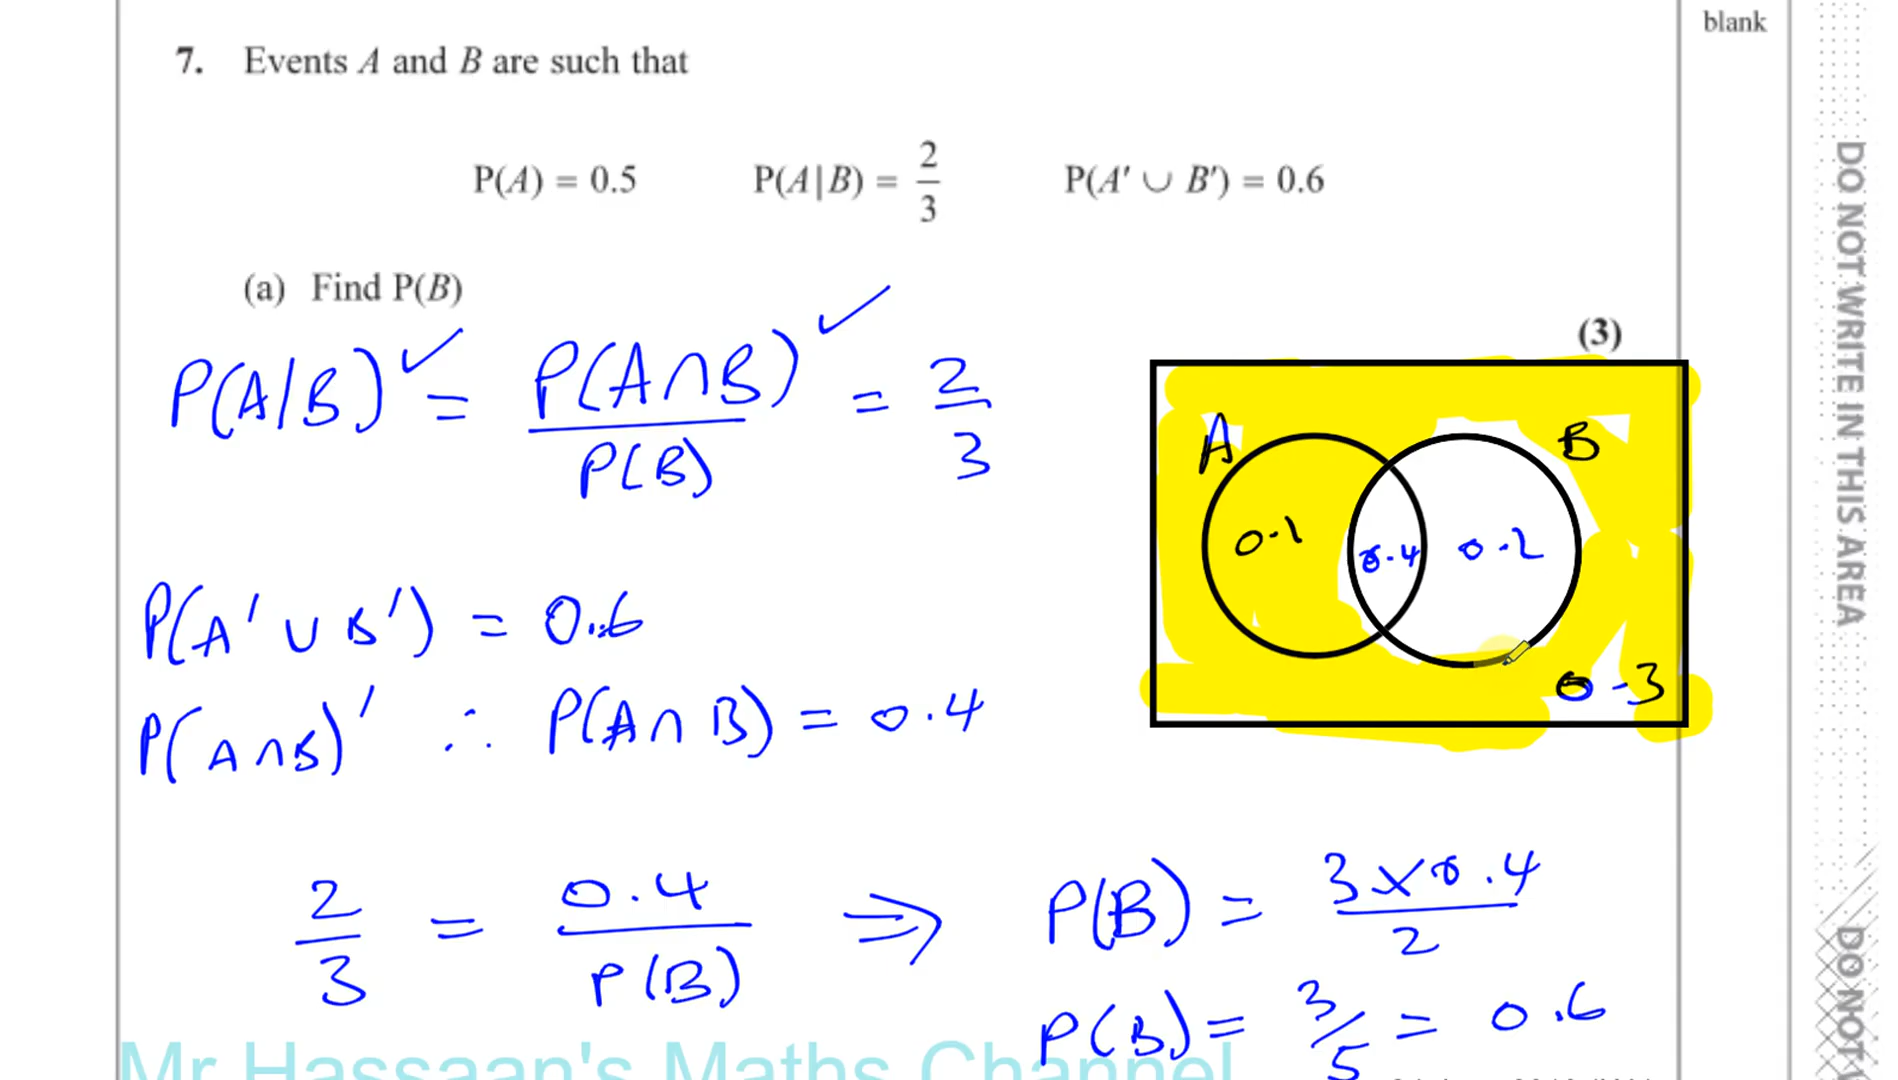 blank
7. Events A and B are such that
P(A) = 0.5 P(A|B) = 2/3 P(A' ∪ B') = 0.6
(a) Find P(B)
(3)
P(A/B) ✓ = P(A∩B) ✓ / P(B) = 2/3
A B
0.1 0.4 0.2
0.3
P(A' ∪ B') = 0.6
P(A∩B)' ∴ P(A∩B) = 0.4
2/3 = 0.4/P(B) ⇒ P(B) = 3×0.4/2
P(B) = 3/5 = 0.6
Mr Hassaan's Maths Channel
DO NOT WRITE IN THIS AREA
DO NOT